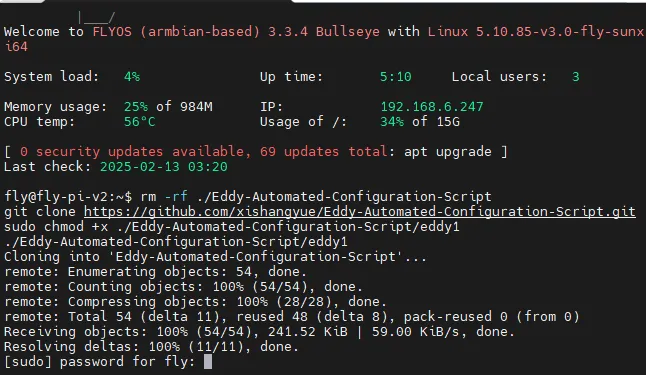 |___/
Welcome to FLYOS (armbian-based) 3.3.4 Bullseye with Linux 5.10.85-v3.0-fly-sunx
i64
System load: 4% Up time: 5:10 Local users: 3
Memory usage: 25% of 984M IP: 192.168.6.247
CPU temp: 56°C Usage of /: 34% of 15G
[ 0 security updates available, 69 updates total: apt upgrade ]
Last check: 2025-02-13 03:20
fly@fly-pi-v2:~$ rm -rf ./Eddy-Automated-Configuration-Script
git clone https://github.com/xishangyue/Eddy-Automated-Configuration-Script.git
sudo chmod +x ./Eddy-Automated-Configuration-Script/eddy1
./Eddy-Automated-Configuration-Script/eddy1
Cloning into 'Eddy-Automated-Configuration-Script'...
remote: Enumerating objects: 54, done.
remote: Counting objects: 100% (54/54), done.
remote: Compressing objects: 100% (28/28), done.
remote: Total 54 (delta 11), reused 48 (delta 8), pack-reused 0 (from 0)
Receiving objects: 100% (54/54), 241.52 KiB | 59.00 KiB/s, done.
Resolving deltas: 100% (11/11), done.
[sudo] password for fly: